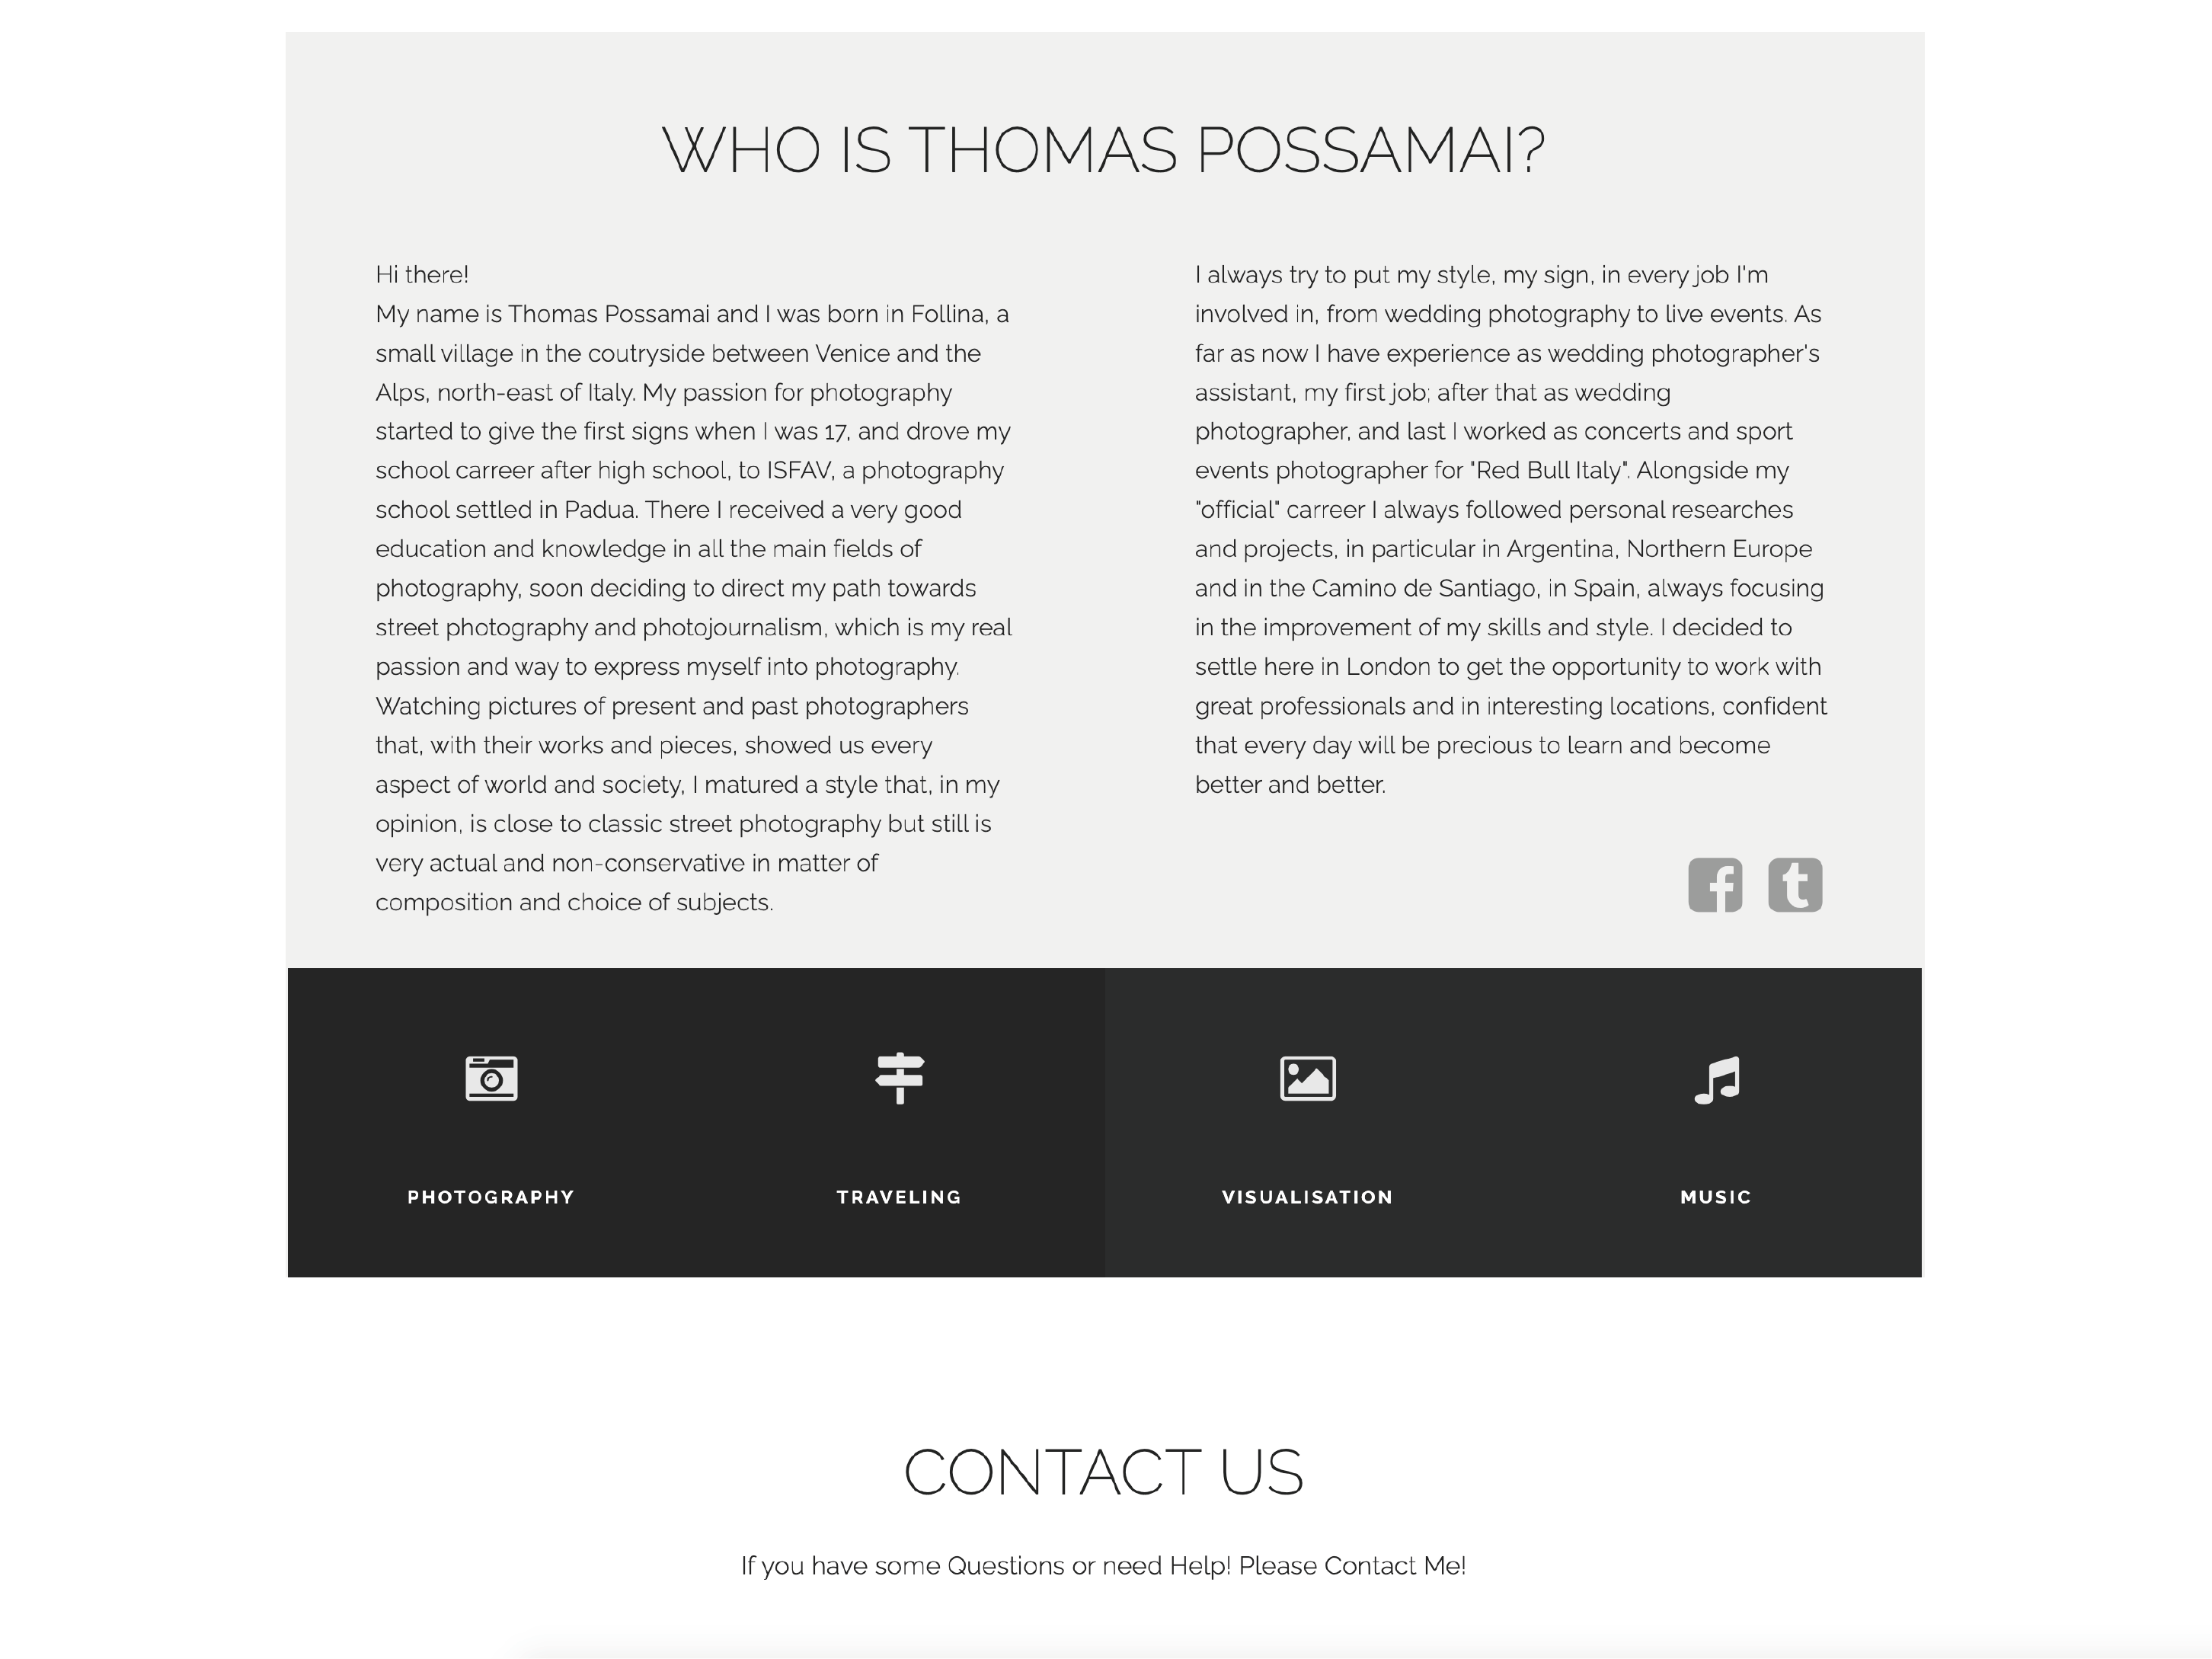 WHO IS THOMAS POSSAMAI?
Hi there!
My name is Thomas Possamai and I was born in Follina, a
small village in the coutryside between Venice and the
Alps, north-east of Italy. My passion for photography
started to give the first signs when I was 17, and drove my
school carreer after high school, to ISFAV, a photography
school settled in Padua. There I received a very good
education and knowledge in all the main fields of
photography, soon deciding to direct my path towards
street photography and photojournalism, which is my real
passion and way to express myself into photography.
Watching pictures of present and past photographers
that, with their works and pieces, showed us every
aspect of world and society, I matured a style that, in my
opinion, is close to classic street photography but still is
very actual and non-conservative in matter of
composition and choice of subjects.
I always try to put my style, my sign, in every job I'm
involved in, from wedding photography to live events. As
far as now I have experience as wedding photographer's
assistant, my first job; after that as wedding
photographer, and last I worked as concerts and sport
events photographer for "Red Bull Italy". Alongside my
"official" carreer I always followed personal researches
and projects, in particular in Argentina, Northern Europe
and in the Camino de Santiago, in Spain, always focusing
in the improvement of my skills and style. I decided to
settle here in London to get the opportunity to work with
great professionals and in interesting locations, confident
that every day will be precious to learn and become
better and better.
f t
PHOTOGRAPHY TRAVELING VISUALISATION MUSIC
CONTACT US
If you have some Questions or need Help! Please Contact Me!